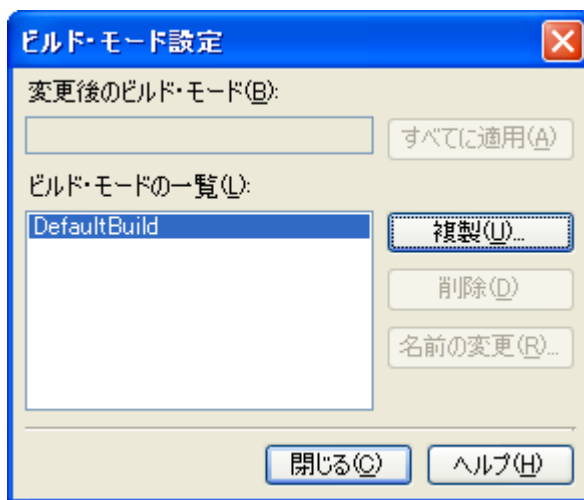 ビルド・モード設定
変更後のビルド・モード(B):
すべてに適用(A)
ビルド・モードの一覧(L):
DefaultBuild
複製(U)...
削除(D)
名前の変更(R)...
閉じる(C)
ヘルプ(H)